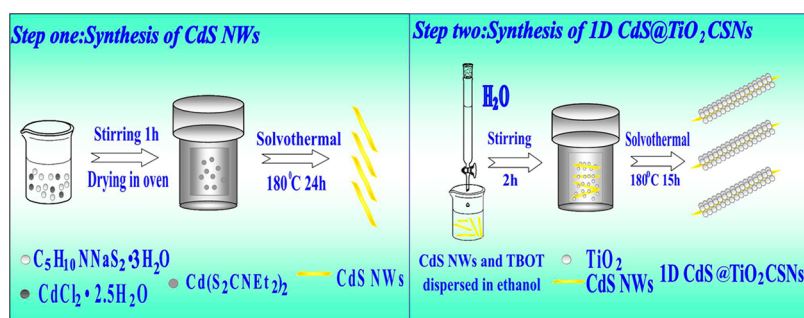 Step one:Synthesis of CdS NWs
Stirring 1h
Drying in oven
Solvothermal
180⁰C 24h
C₅H₁₀NNaS₂•3H₂O
CdCl₂•2.5H₂O
Cd(S₂CNEt₂)₂
CdS NWs
Step two:Synthesis of 1D CdS@TiO₂CSNs
H₂O
Stirring
2h
Solvothermal
180⁰C 15h
CdS NWs and TBOT
dispersed in ethanol
TiO₂
CdS NWs
1D CdS@TiO₂CSNs